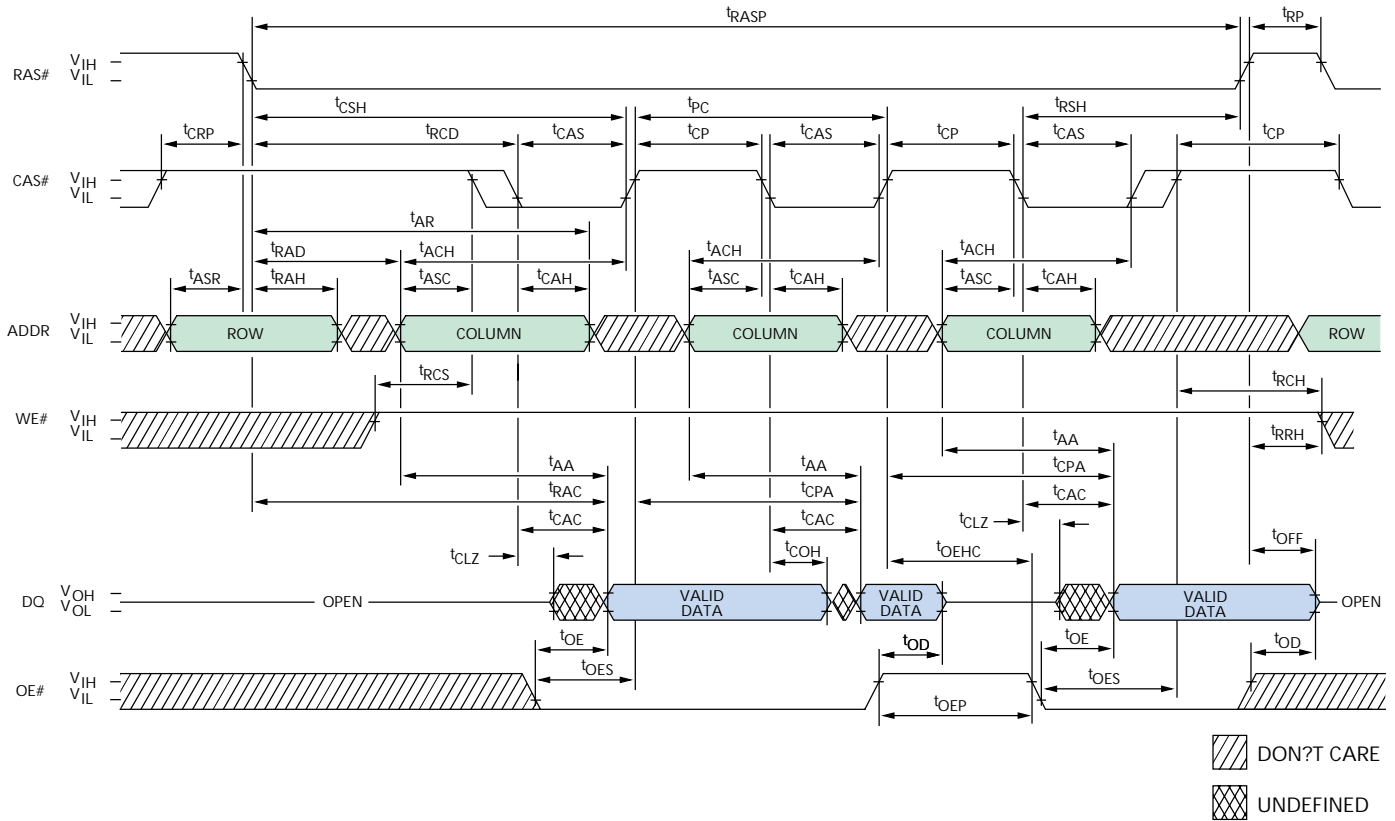 tRASP
tRP
RAS#
VIH
VIL
tCSH
tPC
tRSH
tCRP
tRCD
tCAS
tCP
tCAS
tCP
tCAS
tCP
CAS#
VIH
VIL
tAR
tRAD
tACH
tACH
tACH
tASR
tRAH
tASC
tCAH
tASC
tCAH
tASC
tCAH
ADDR
VIH
VIL
ROW
COLUMN
COLUMN
COLUMN
ROW
tRCS
tRCH
WE#
VIH
VIL
tRRH
tAA
tAA
tAA
tRAC
tCPA
tCPA
tCAC
tCAC
tCAC
tCLZ
tCLZ
tCOH
tOEHC
tOFF
DQ
VOH
VOL
OPEN
VALID
DATA
VALID
DATA
VALID
DATA
OPEN
tOE
tOD
tOE
tOD
tOES
tOES
OE#
VIH
VIL
tOEP
DON?T CARE
UNDEFINED